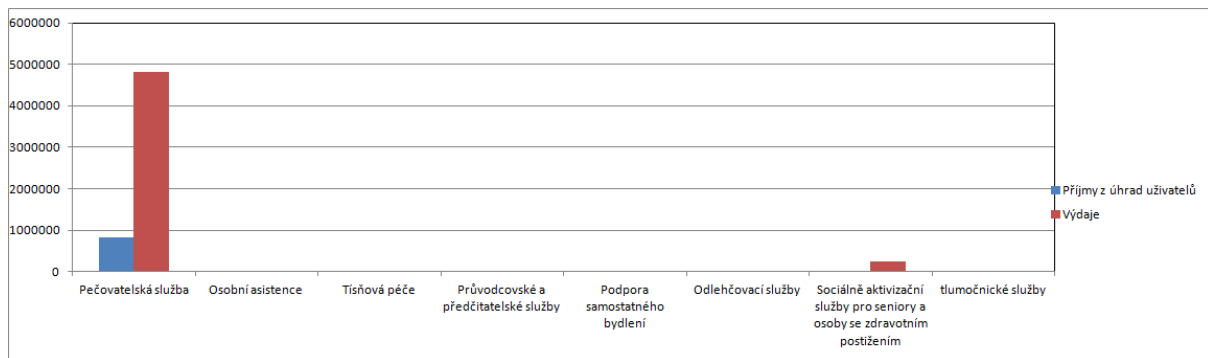 6000000
5000000
4000000
3000000
2000000
1000000
0
Pečovatelská služba
Osobní asistence
Tísňová péče
Průvodcovské a
předčitatelské služby
Podpora
samostatného
bydlení
Odlehčovací služby
Sociálně aktivizační
služby pro seniory a
osoby se zdravotním
postižením
tlumočnické služby
Příjmy z úhrad uživatelů
Výdaje